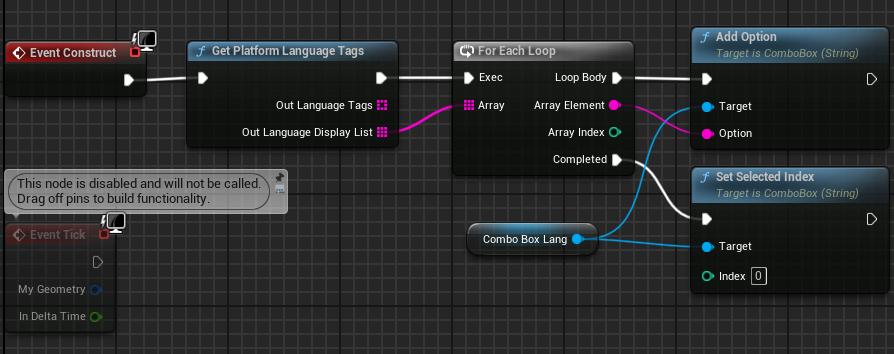 Event Construct
Get Platform Language Tags
Out Language Tags
Out Language Display List
For Each Loop
Exec
Loop Body
Array
Array Element
Array Index
Completed
Add Option
Target is ComboBox (String)
Target
Option
Set Selected Index
Target is ComboBox (String)
Target
Index 0
Combo Box Lang
This node is disabled and will not be called.
Drag off pins to build functionality.
Event Tick
My Geometry
In Delta Time